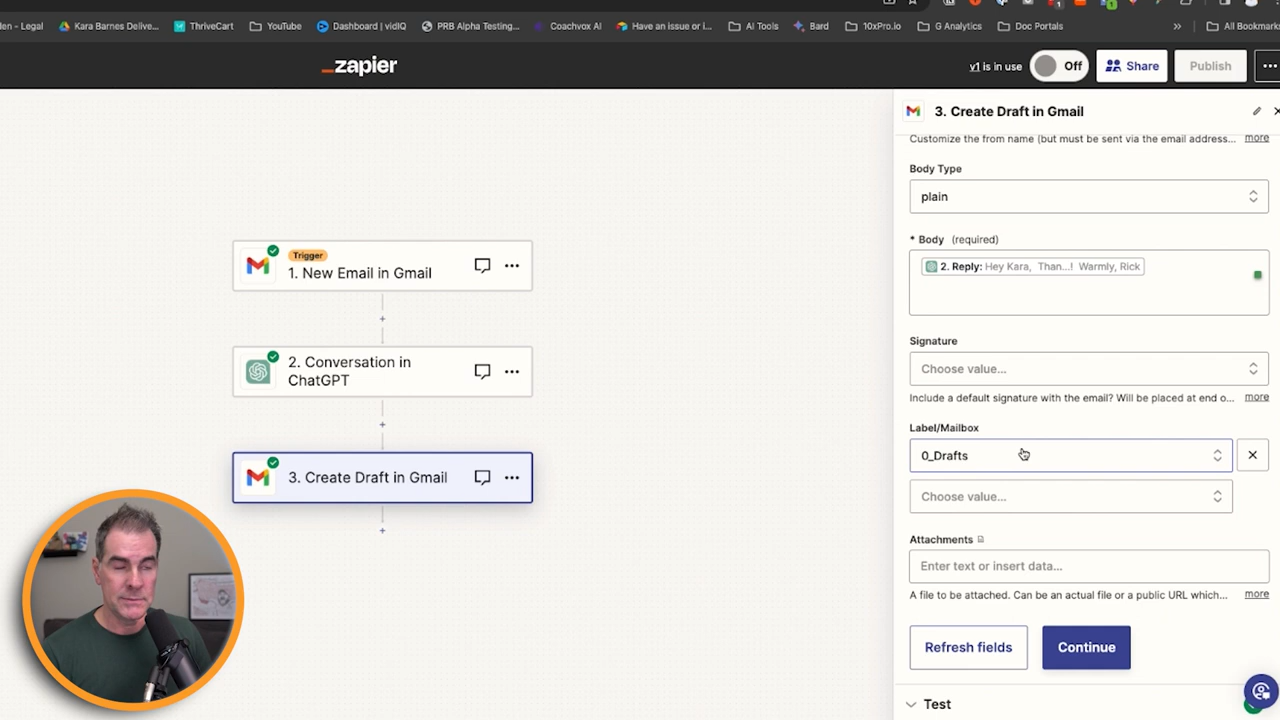 den - Legal
Kara Barnes Delive...
ThriveCart
YouTube
Dashboard | vidIQ
PRB Alpha Testing...
Coachvox AI
Have an issue or i...
AI Tools
Bard
10xPro.io
G Analytics
Doc Portals
»
All Bookmarks
_zapier
v1 is in use
Off
Share
Publish
3. Create Draft in Gmail
Customize the from name (but must be sent via the email address... more
Body Type
plain
* Body (required)
2. Reply: Hey Kara, Than...! Warmly, Rick
Signature
Choose value...
Include a default signature with the email? Will be placed at end o... more
Label/Mailbox
0_Drafts
Choose value...
Attachments
Enter text or insert data...
A file to be attached. Can be an actual file or a public URL which... more
Refresh fields
Continue
Test
Trigger
1. New Email in Gmail
2. Conversation in
ChatGPT
3. Create Draft in Gmail